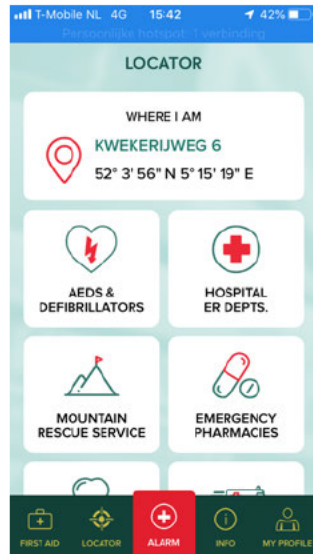 T-Mobile NL 4G 15:42 42%
Persoonlijke hotspot: 1 verbinding
LOCATOR
WHERE I AM
KWEKERIJWEG 6
52° 3' 56" N 5° 15' 19" E
AEDS &
DEFIBRILLATORS
HOSPITAL
ER DEPTS.
MOUNTAIN
RESCUE SERVICE
EMERGENCY
PHARMACIES
FIRST AID LOCATOR ALARM INFO MY PROFILE